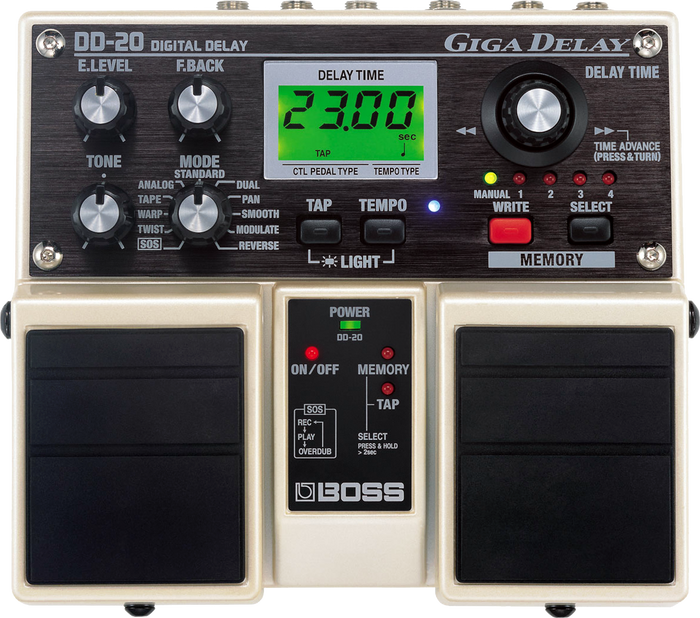 DD-20 DIGITAL DELAY
GIGA DELAY
E.LEVEL
F.BACK
DELAY TIME
23.00
sec
TAP
CTL PEDAL TYPE
TEMPO TYPE
DELAY TIME
TIME ADVANCE
(PRESS & TURN)
TONE
MODE
STANDARD
ANALOG
TAPE
WARP
TWIST
SOS
DUAL
PAN
SMOOTH
MODULATE
REVERSE
TAP
TEMPO
LIGHT
MANUAL 1 2 3 4
WRITE
SELECT
MEMORY
POWER
DD-20
ON/OFF
MEMORY
TAP
SOS
REC
PLAY
OVERDUB
SELECT
PRESS & HOLD
> 2sec
BOSS